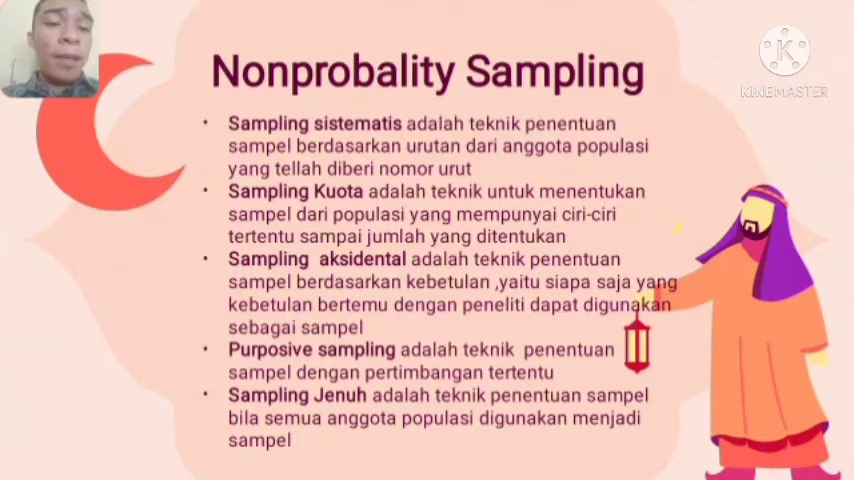 Nonprobality Sampling
KINEMASTER
• Sampling sistematis adalah teknik penentuan
sampel berdasarkan urutan dari anggota populasi
yang tellah diberi nomor urut
• Sampling Kuota adalah teknik untuk menentukan
sampel dari populasi yang mempunyai ciri-ciri
tertentu sampai jumlah yang ditentukan
• Sampling aksidental adalah teknik penentuan
sampel berdasarkan kebetulan ,yaitu siapa saja yang
kebetulan bertemu dengan peneliti dapat digunakan
sebagai sampel
• Purposive sampling adalah teknik penentuan
sampel dengan pertimbangan tertentu
• Sampling Jenuh adalah teknik penentuan sampel
bila semua anggota populasi digunakan menjadi
sampel